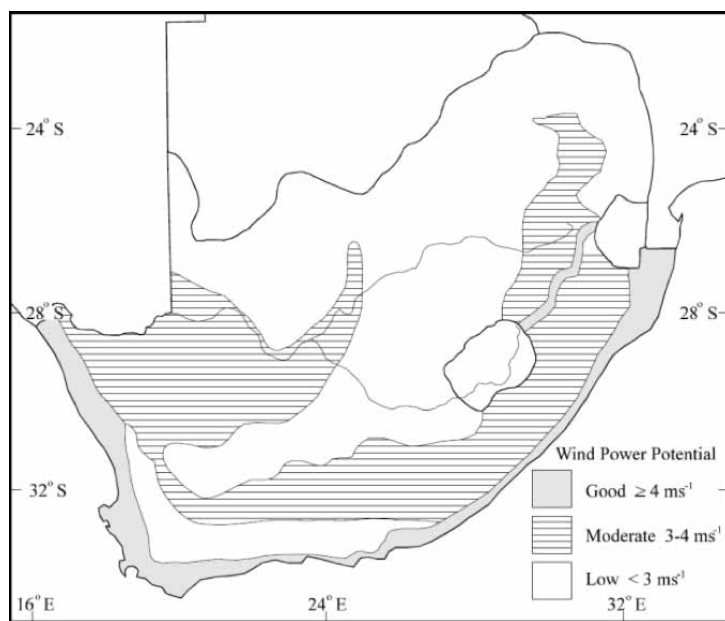 24° S
24° S
28° S
28° S
Wind Power Potential
32° S
Good ≥ 4 ms⁻¹
Moderate 3-4 ms⁻¹
Low < 3 ms⁻¹
16° E
24° E
32° E